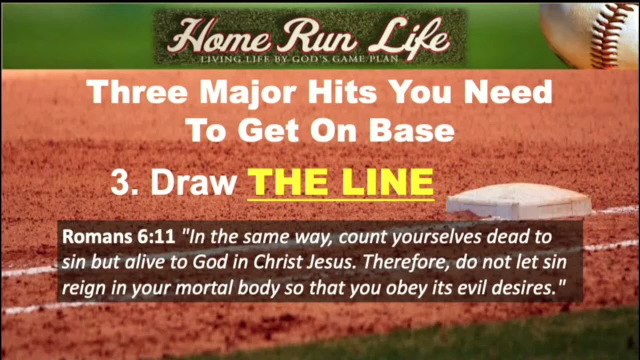 Home Run Life
LIVING LIFE BY GOD'S GAME PLAN
Three Major Hits You Need
To Get On Base
3. Draw THE LINE
Romans 6:11 "In the same way, count yourselves dead to
sin but alive to God in Christ Jesus. Therefore, do not let sin
reign in your mortal body so that you obey its evil desires."